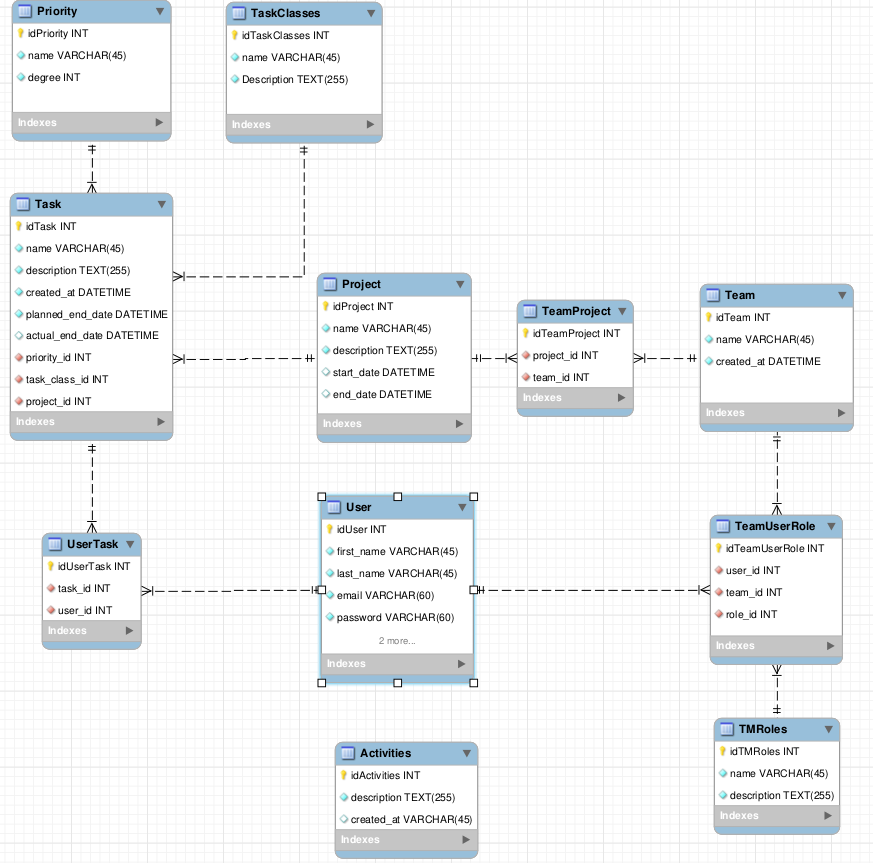 Priority
idPriority INT
name VARCHAR(45)
degree INT
Indexes
TaskClasses
idTaskClasses INT
name VARCHAR(45)
Description TEXT(255)
Indexes
Task
idTask INT
name VARCHAR(45)
description TEXT(255)
created_at DATETIME
planned_end_date DATETIME
actual_end_date DATETIME
priority_id INT
task_class_id INT
project_id INT
Indexes
Project
idProject INT
name VARCHAR(45)
description TEXT(255)
start_date DATETIME
end_date DATETIME
Indexes
TeamProject
idTeamProject INT
project_id INT
team_id INT
Indexes
Team
idTeam INT
name VARCHAR(45)
created_at DATETIME
Indexes
UserTask
idUserTask INT
task_id INT
user_id INT
Indexes
User
idUser INT
first_name VARCHAR(45)
last_name VARCHAR(45)
email VARCHAR(60)
password VARCHAR(60)
2 more...
Indexes
TeamUserRole
idTeamUserRole INT
user_id INT
team_id INT
role_id INT
Indexes
Activities
idActivities INT
description TEXT(255)
created_at VARCHAR(45)
Indexes
TMRoles
idTMRoles INT
name VARCHAR(45)
description TEXT(255)
Indexes